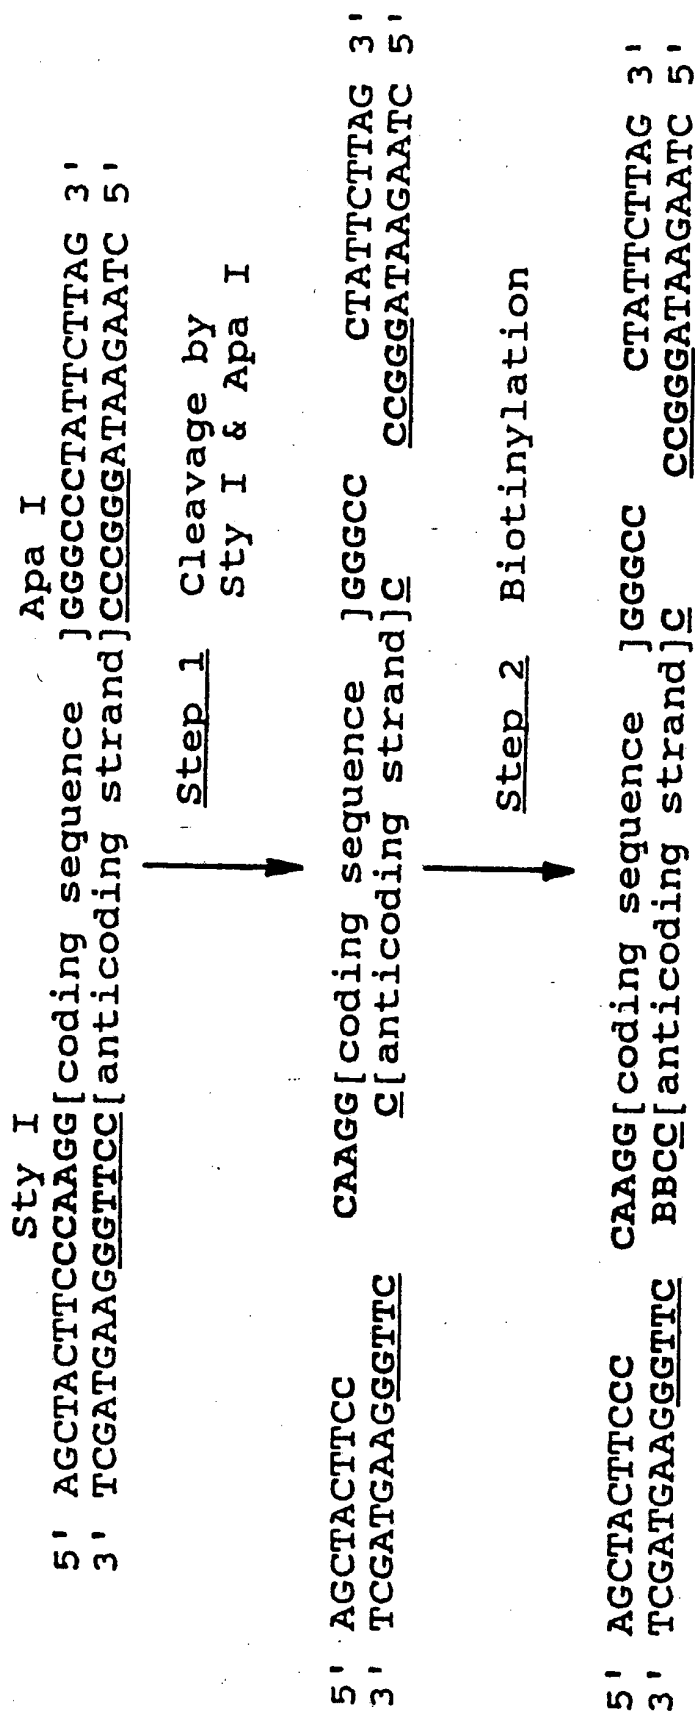 Sty I Apa I
5' AGCTACTTCCCAAGG[coding sequence ]GGGCCCTATTCTTAG 3'
3' TCGATGAAGGGTTCC[anticoding strand]CCCGGGATAAGAATC 5'
Step 1 Cleavage by
Sty I & Apa I
5' AGCTACTTCC CAAGG[coding sequence ]GGGCC CTATTCTTAG 3'
3' TCGATGAAGGGTTC C[anticoding strand]C CCGGGATAAGAATC 5'
Step 2 Biotinylation
5' AGCTACTTCCC CAAGG[coding sequence ]GGGCC CTATTCTTAG 3'
3' TCGATGAAGGGTTC BBCC[anticoding strand]C CCGGGATAAGAATC 5'